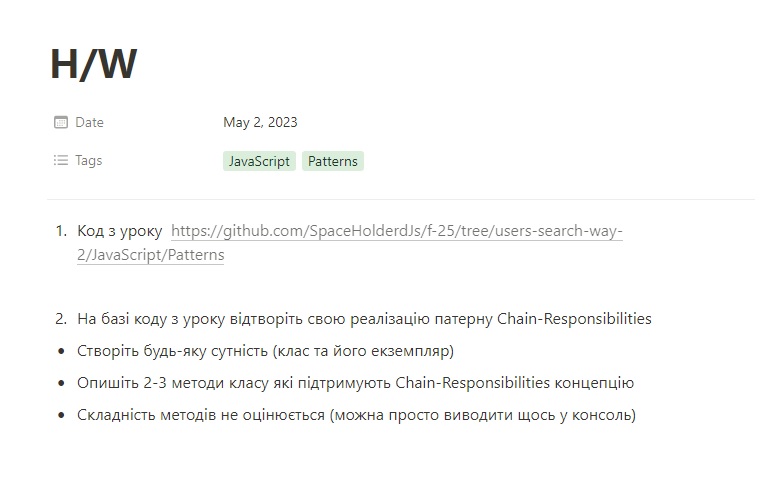 H/W
Date May 2, 2023
Tags JavaScript Patterns
1. Код з уроку https://github.com/SpaceHolderdJs/f-25/tree/users-search-way-
2/JavaScript/Patterns
2. На базі коду з уроку відтворіть свою реалізацію патерну Chain-Responsibilities
• Створіть будь-яку сутність (клас та його екземпляр)
• Опишіть 2-3 методи класу які підтримують Chain-Responsibilities концепцію
• Складність методів не оцінюється (можна просто виводити щось у консоль)